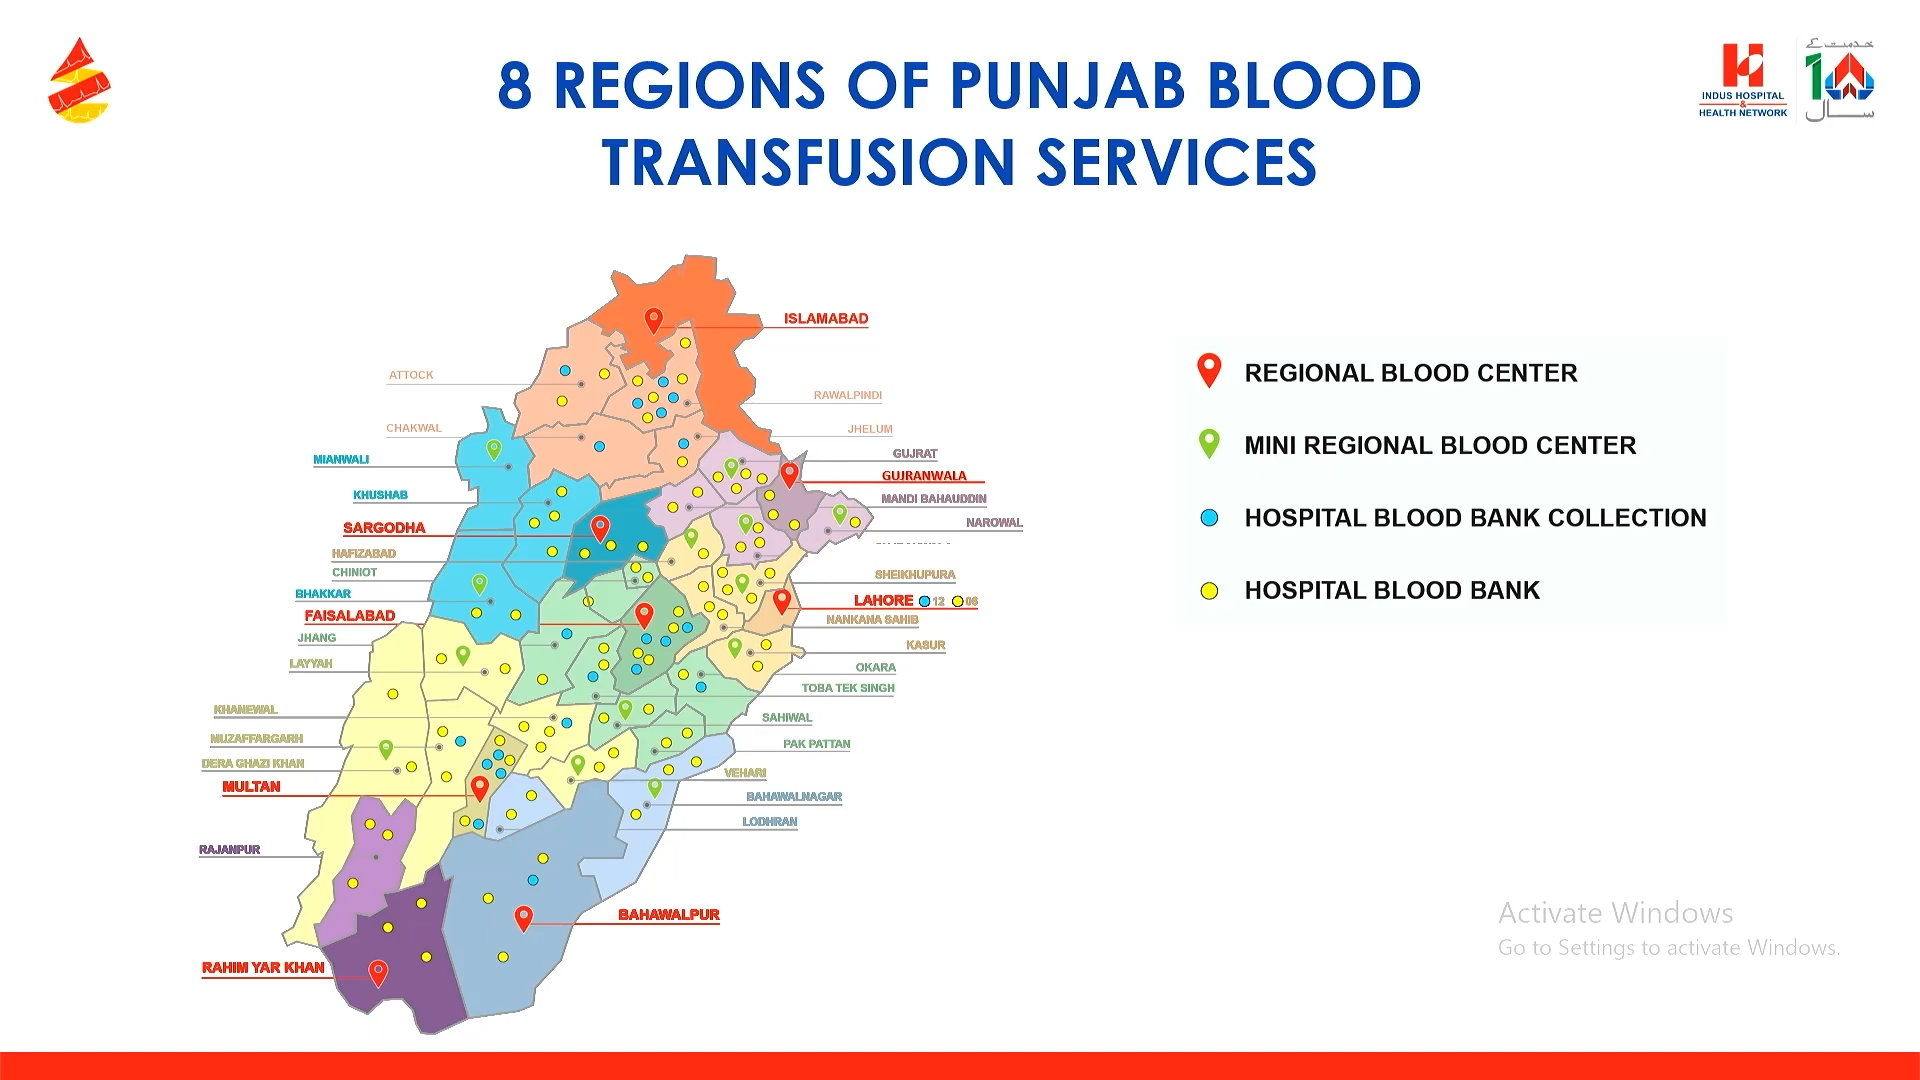 8 REGIONS OF PUNJAB BLOOD
TRANSFUSION SERVICES
INDUS HOSPITAL
&
HEALTH NETWORK
خدمت کے
10
سال
ISLAMABAD
ATTOCK
RAWALPINDI
CHAKWAL
JHELUM
MIANWALI
GUJRAT
GUJRANWALA
KHUSHAB
MANDI BAHAUDDIN
SARGODHA
NAROWAL
HAFIZABAD
CHINIOT
SHEIKHUPURA
BHAKKAR
LAHORE 12 06
FAISALABAD
NANKANA SAHIB
JHANG
KASUR
LAYYAH
OKARA
TOBA TEK SINGH
KHANEWAL
SAHIWAL
MUZAFFARGARH
PAK PATTAN
DERA GHAZI KHAN
VEHARI
MULTAN
BAHAWALNAGAR
LODHRAN
RAJANPUR
BAHAWALPUR
RAHIM YAR KHAN
REGIONAL BLOOD CENTER
MINI REGIONAL BLOOD CENTER
HOSPITAL BLOOD BANK COLLECTION
HOSPITAL BLOOD BANK
Activate Windows
Go to Settings to activate Windows.